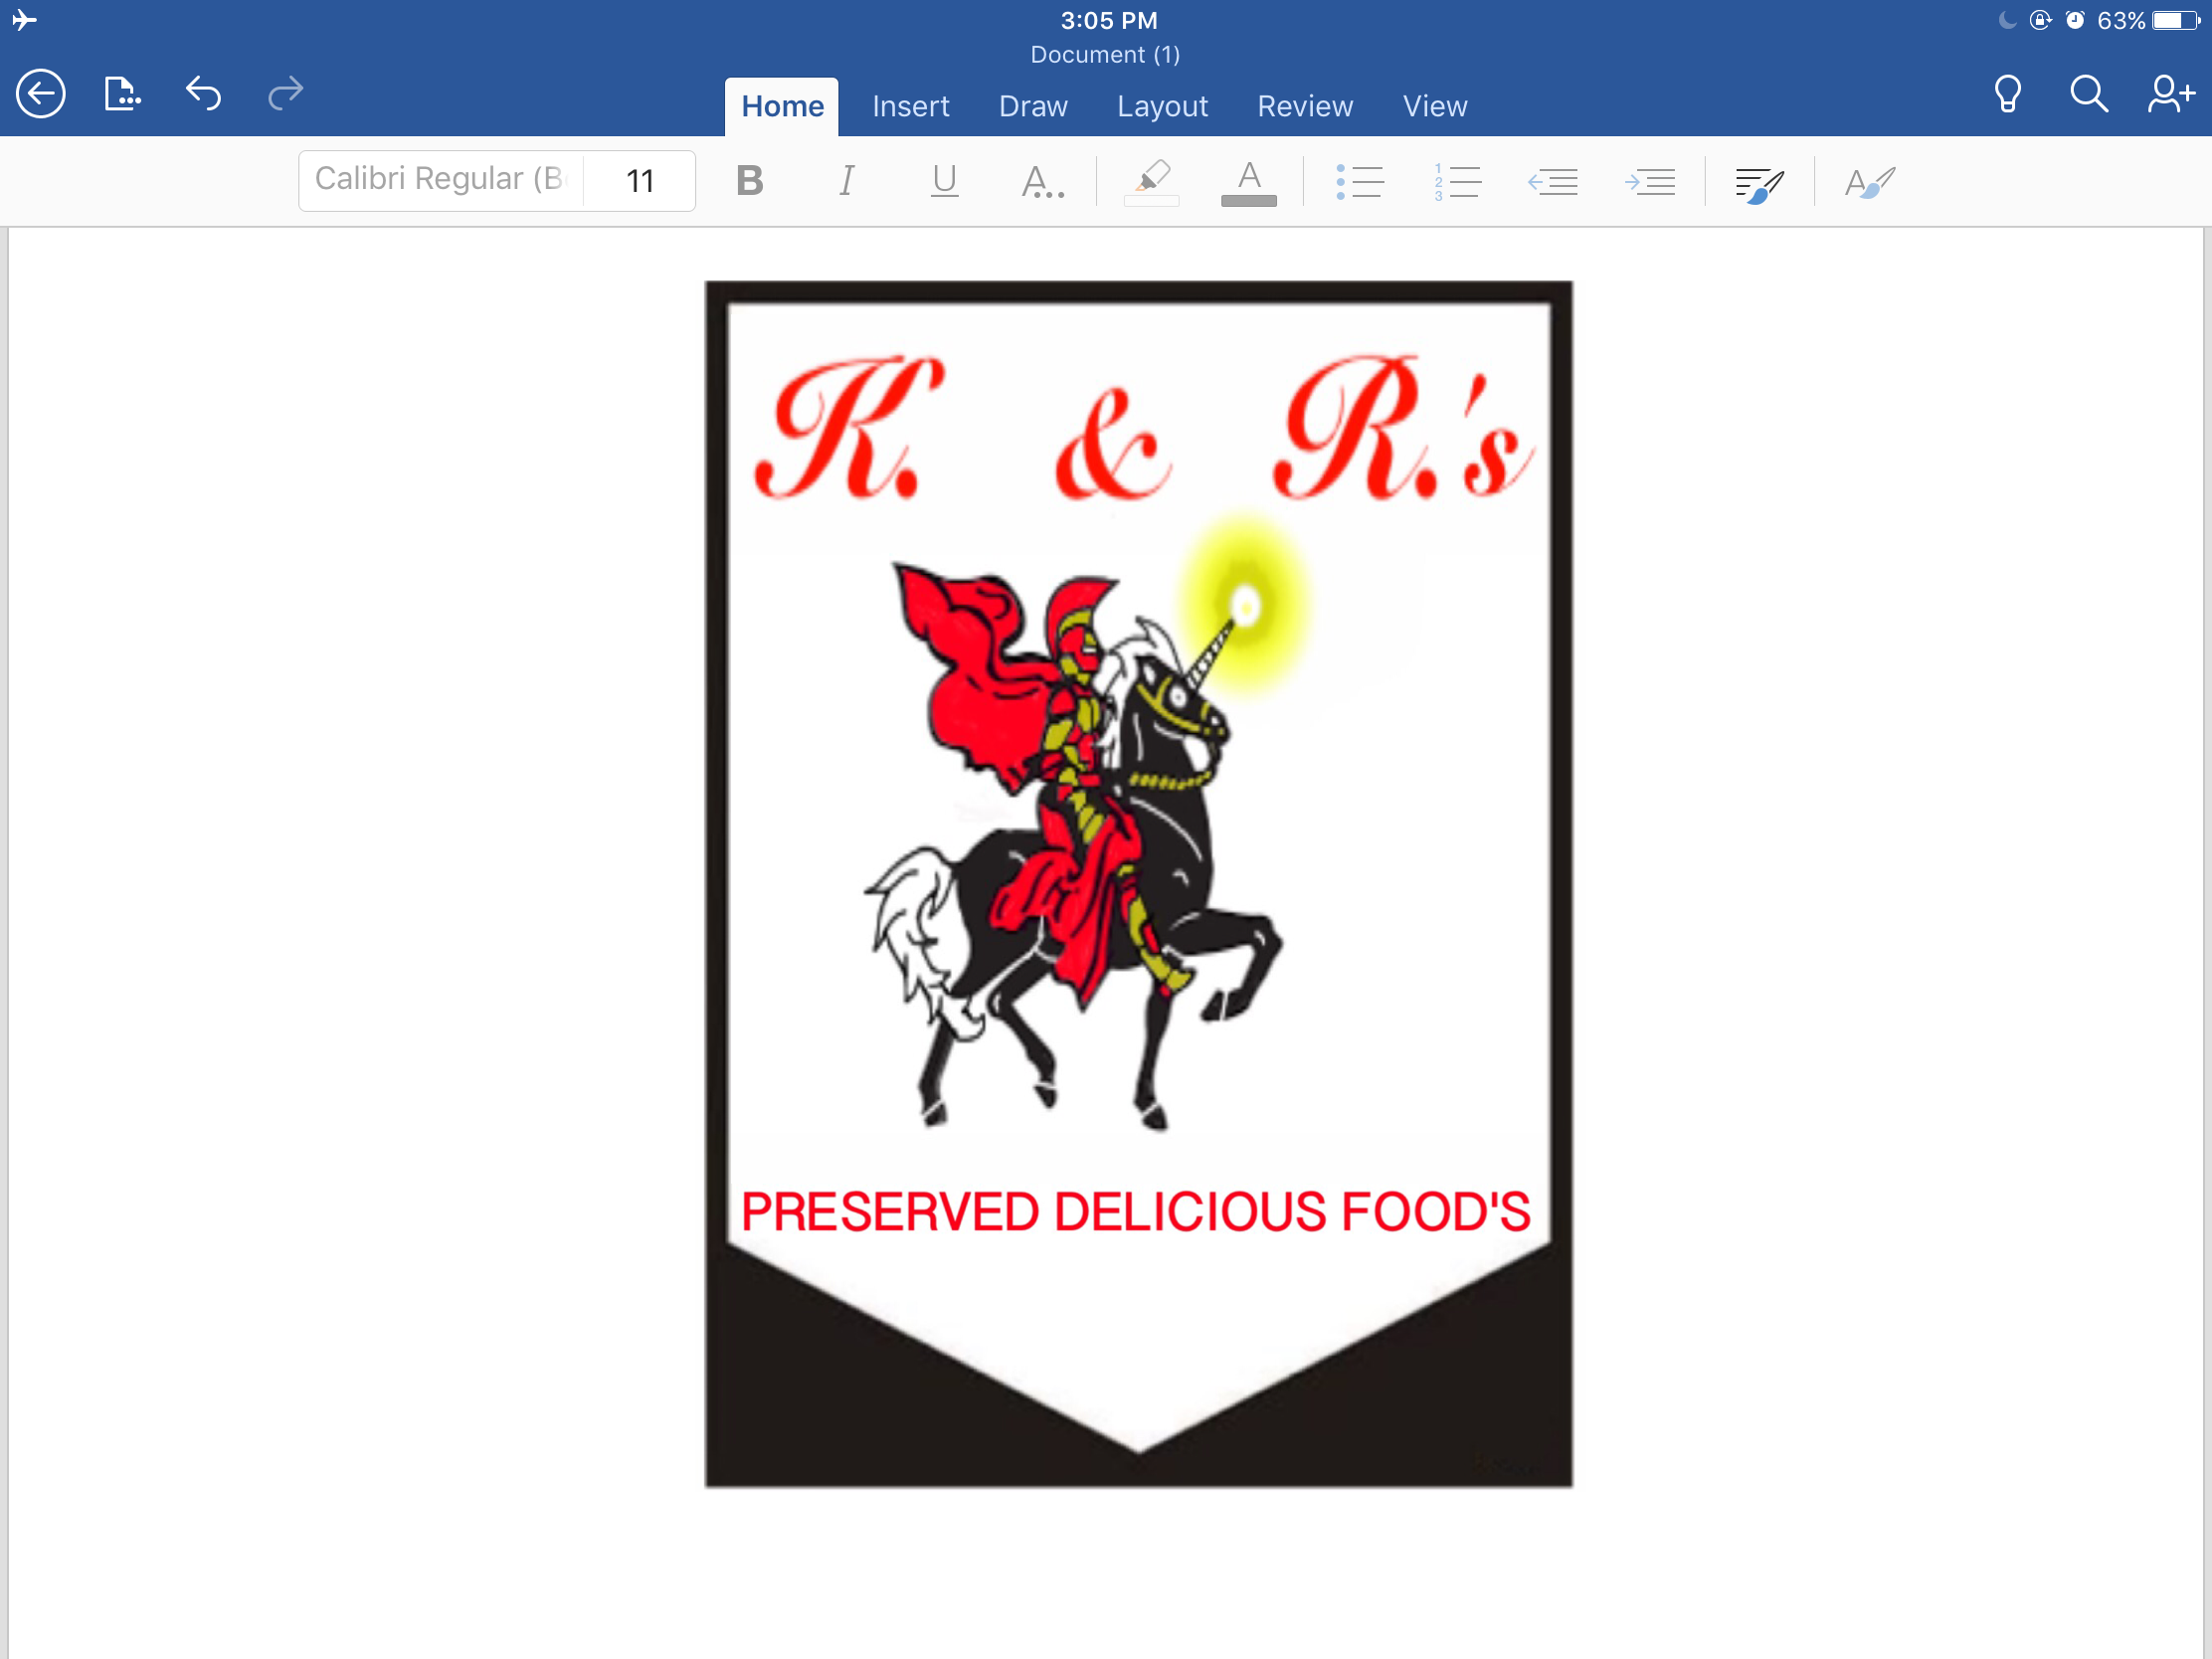 3:05 PM
63%
Document (1)
Home Insert Draw Layout Review View
Calibri Regular (B 11 B I U A... A A
K. & R.'s
PRESERVED DELICIOUS FOOD'S